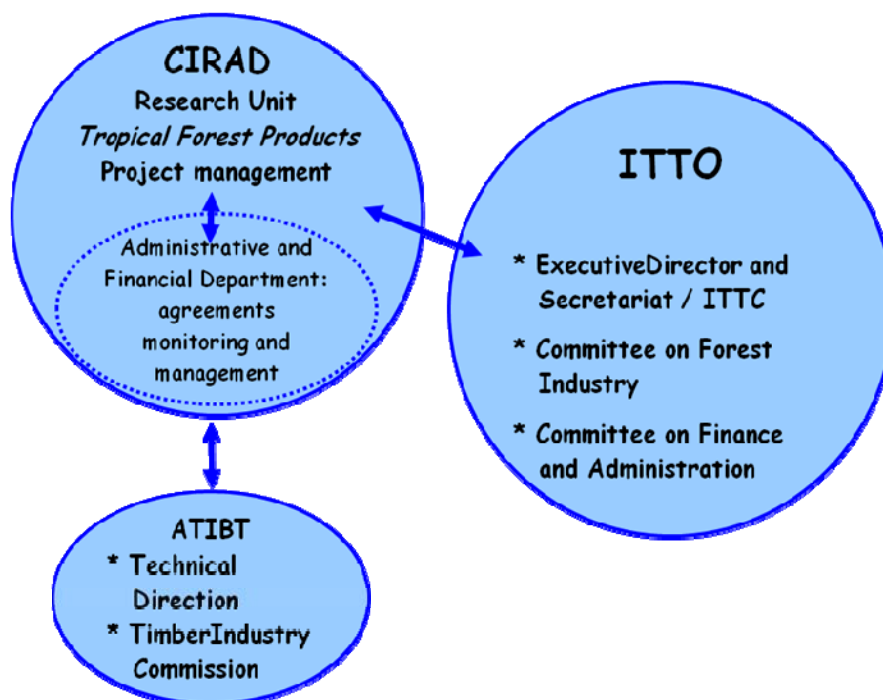 CIRAD
Research Unit
Tropical Forest Products
Project management
Administrative and
Financial Department:
agreements
monitoring and
management
ITTO
* ExecutiveDirector and
Secretariat / ITTC
* Committee on Forest
Industry
* Committee on Finance
and Administration
ATIBT
* Technical
Direction
* TimberIndustry
Commission